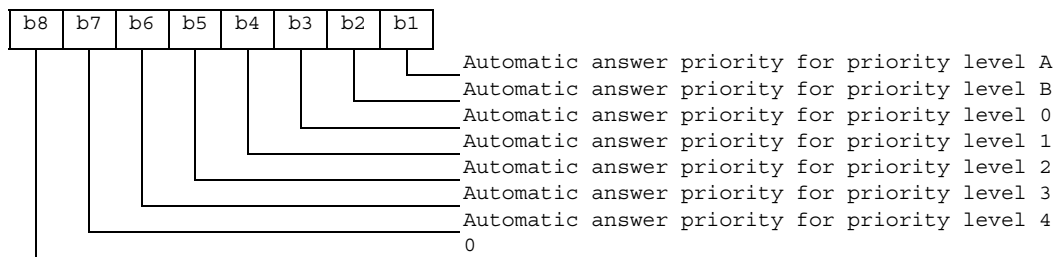 b8 b7 b6 b5 b4 b3 b2 b1
Automatic answer priority for priority level A
Automatic answer priority for priority level B
Automatic answer priority for priority level 0
Automatic answer priority for priority level 1
Automatic answer priority for priority level 2
Automatic answer priority for priority level 3
Automatic answer priority for priority level 4
0